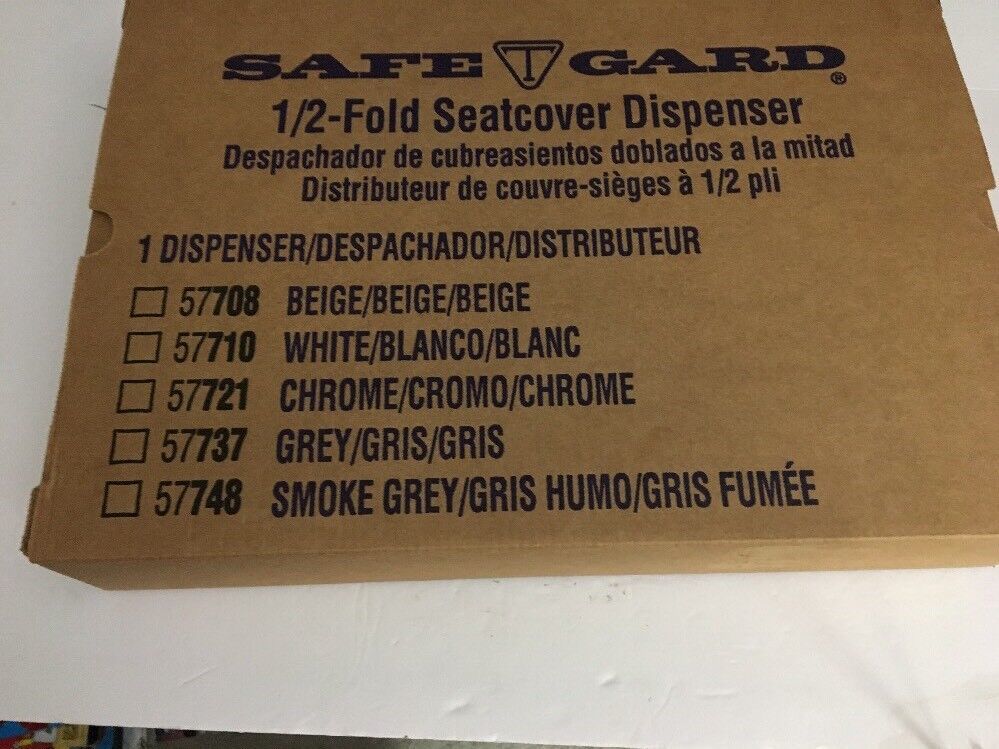 SAFE T GARD®
1/2-Fold Seatcover Dispenser
Despachador de cubreasientos doblados a la mitad
Distributeur de couvre-sièges à 1/2 pli
1 DISPENSER/DESPACHADOR/DISTRIBUTEUR
57708 BEIGE/BEIGE/BEIGE
57710 WHITE/BLANCO/BLANC
57721 CHROME/CROMO/CHROME
57737 GREY/GRIS/GRIS
57748 SMOKE GREY/GRIS HUMO/GRIS FUMÉE